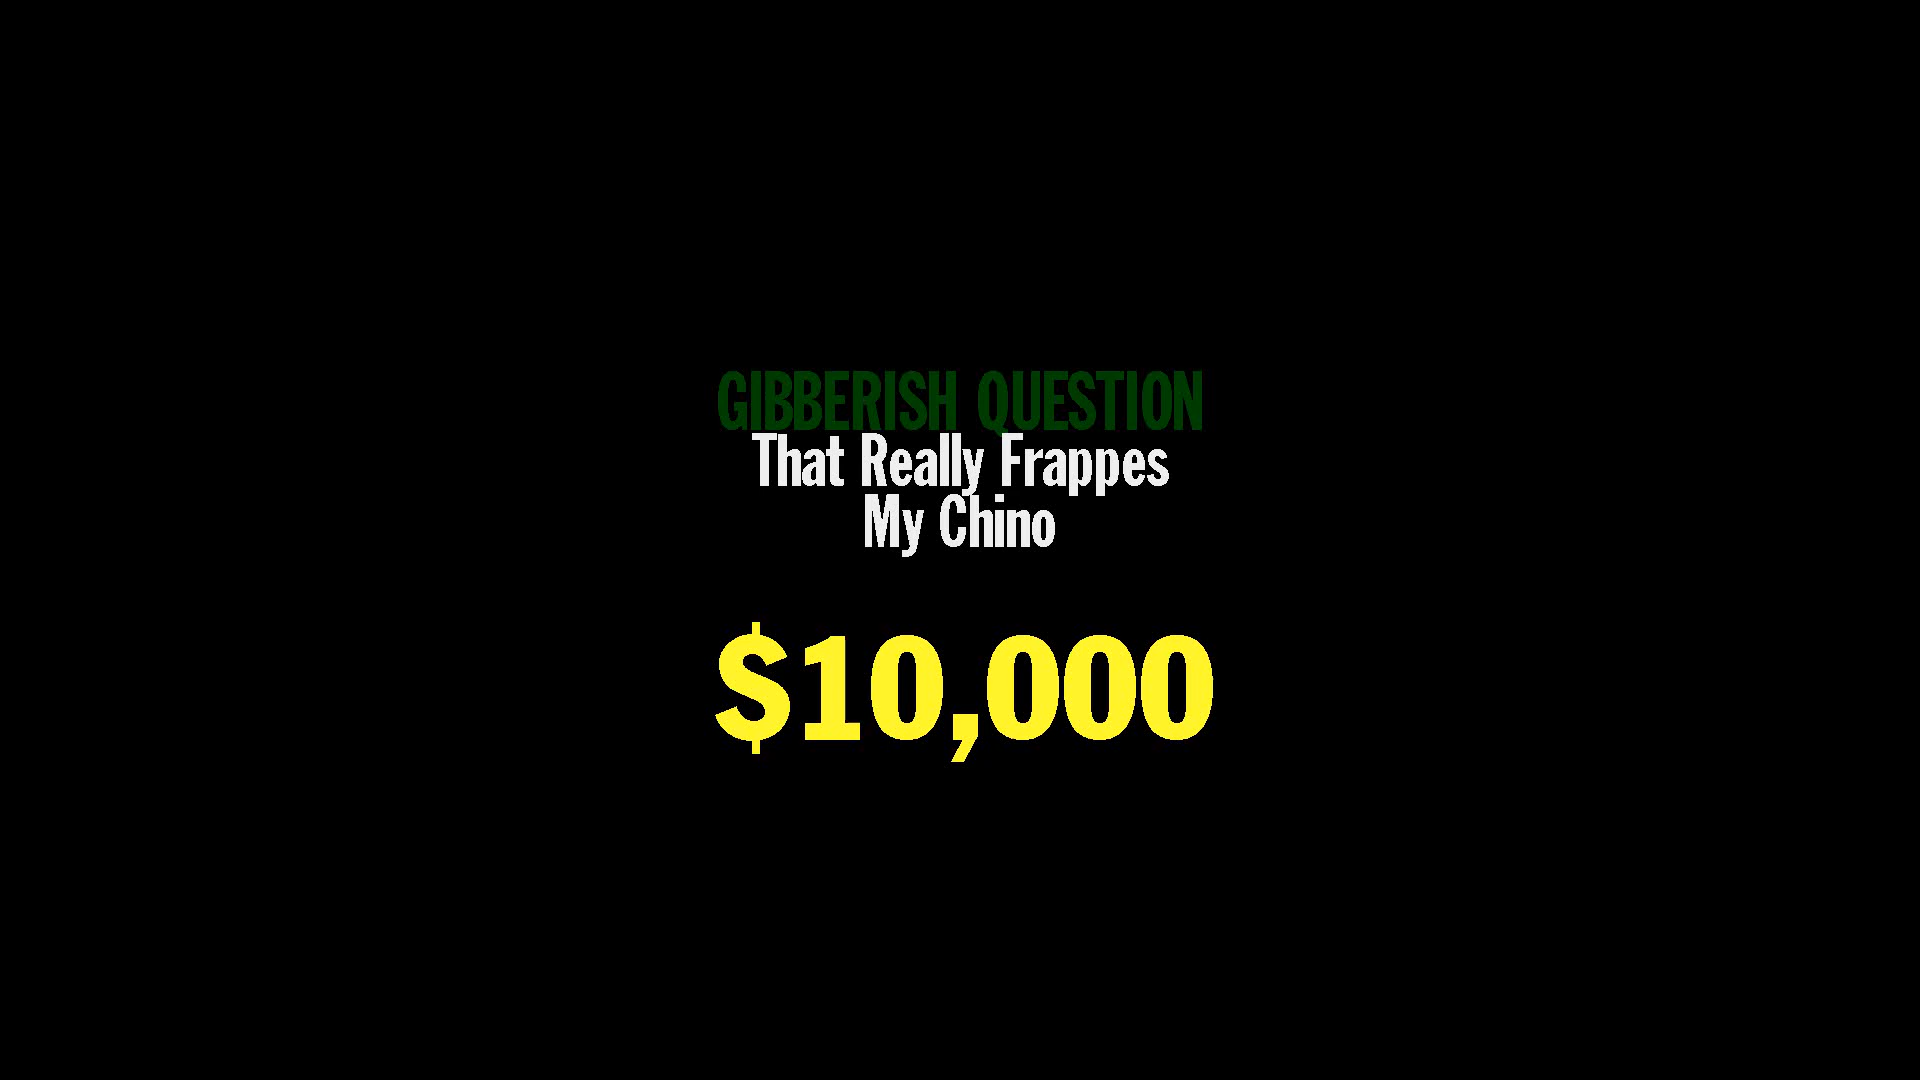 GIBBERISH QUESTION
That Really Frappes
My Chino
$10,000